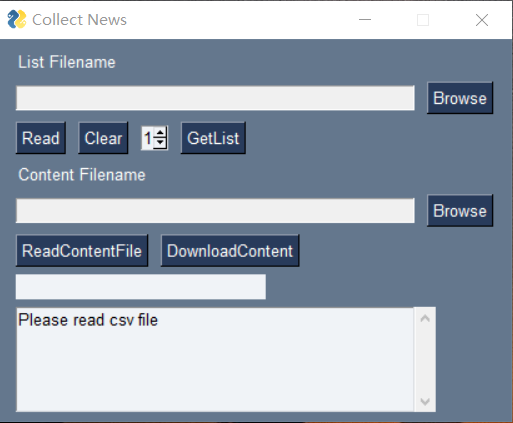 Collect News
List Filename
Browse
Read Clear 1 GetList
Content Filename
Browse
ReadContentFile DownloadContent
Please read csv file